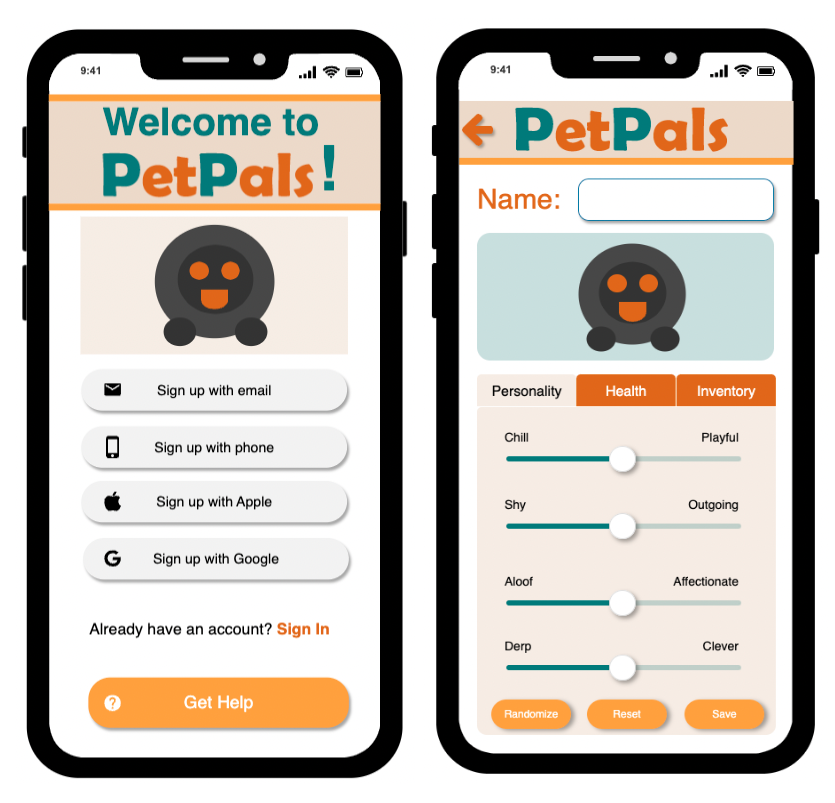 9:41
Welcome to
PetPals!
Sign up with email
Sign up with phone
Sign up with Apple
G Sign up with Google
Already have an account? Sign In
? Get Help
9:41
PetPals
Name:
Personality Health Inventory
Chill Playful
Shy Outgoing
Aloof Affectionate
Derp Clever
Randomize Reset Save